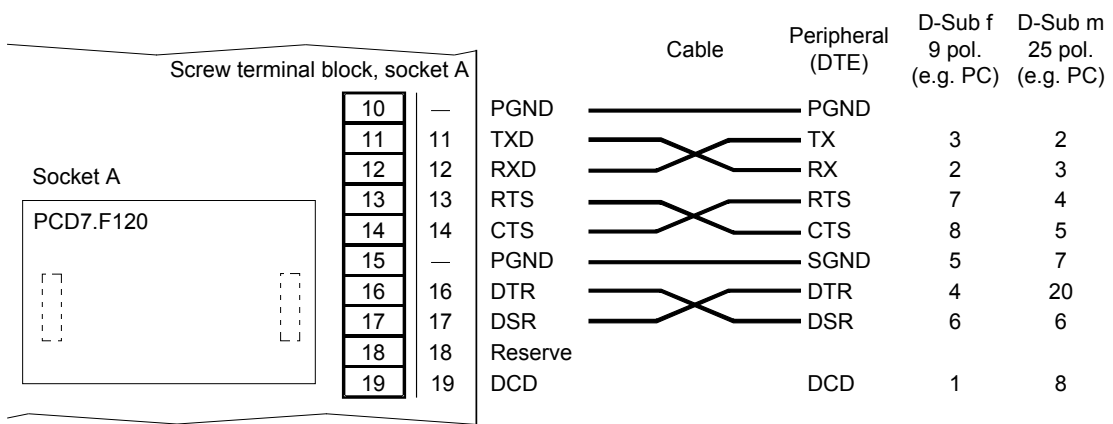 Cable Peripheral D-Sub f D-Sub m
(DTE) 9 pol. 25 pol.
(e.g. PC) (e.g. PC)
Screw terminal block, socket A
10 — PGND PGND
11 11 TXD TX 3 2
12 12 RXD RX 2 3
Socket A
13 13 RTS RTS 7 4
PCD7.F120
14 14 CTS CTS 8 5
15 — PGND SGND 5 7
16 16 DTR DTR 4 20
17 17 DSR DSR 6 6
18 18 Reserve
19 19 DCD DCD 1 8